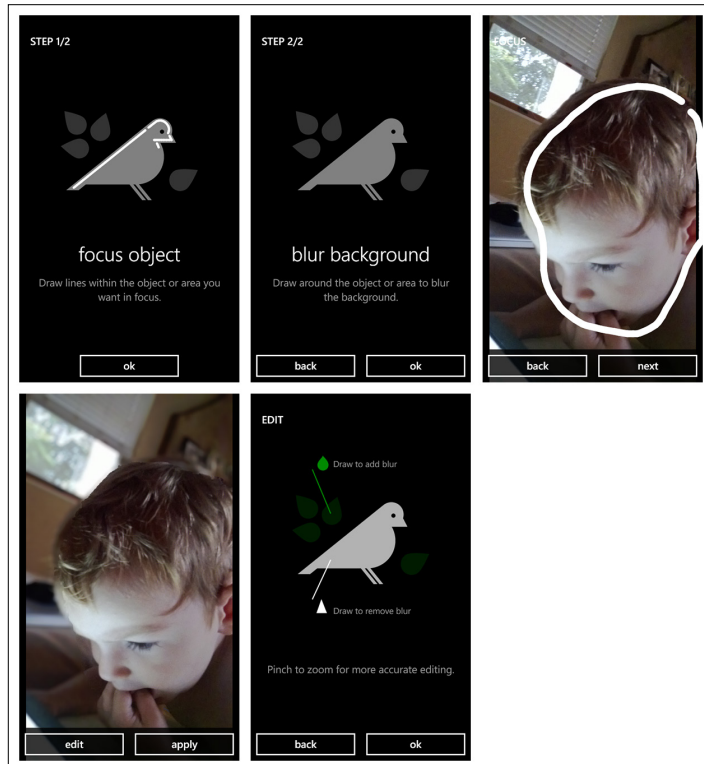 STEP 1/2
focus object
Draw lines within the object or area you
want in focus.
ok
STEP 2/2
blur background
Draw around the object or area to blur
the background.
back
ok
FOCUS
back
next
edit
apply
EDIT
Draw to add blur
Draw to remove blur
Pinch to zoom for more accurate editing.
back
ok